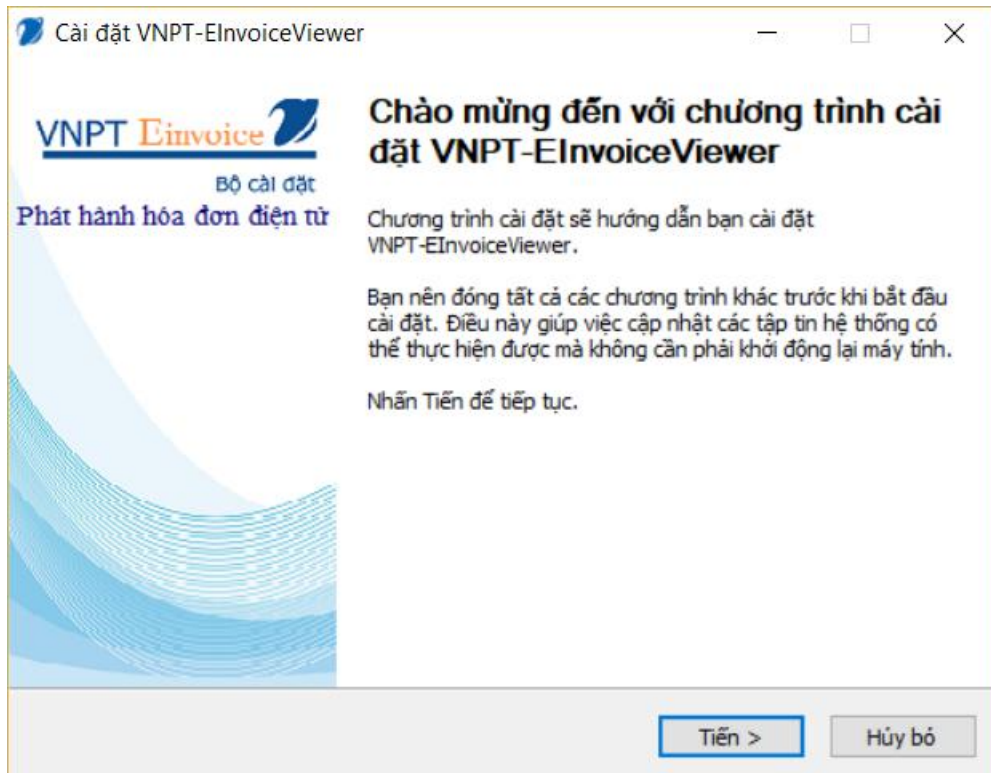 Cài đặt VNPT-EInvoiceViewer
VNPT Einvoice
Bộ cài đặt
Phát hành hóa đơn điện tử
Chào mừng đến với chương trình cài
đặt VNPT-EInvoiceViewer
Chương trình cài đặt sẽ hướng dẫn bạn cài đặt
VNPT-EInvoiceViewer.
Bạn nên đóng tất cả các chương trình khác trước khi bắt đầu
cài đặt. Điều này giúp việc cập nhật các tập tin hệ thống có
thể thực hiện được mà không cần phải khởi động lại máy tính.
Nhấn Tiến để tiếp tục.
Tiến >
Hủy bỏ